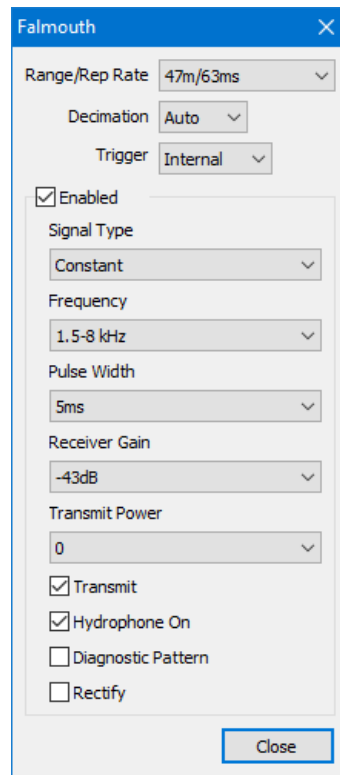 Falmouth
Range/Rep Rate 47m/63ms
Decimation Auto
Trigger Internal
Enabled
Signal Type
Constant
Frequency
1.5-8 kHz
Pulse Width
5ms
Receiver Gain
-43dB
Transmit Power
0
Transmit
Hydrophone On
Diagnostic Pattern
Rectify
Close